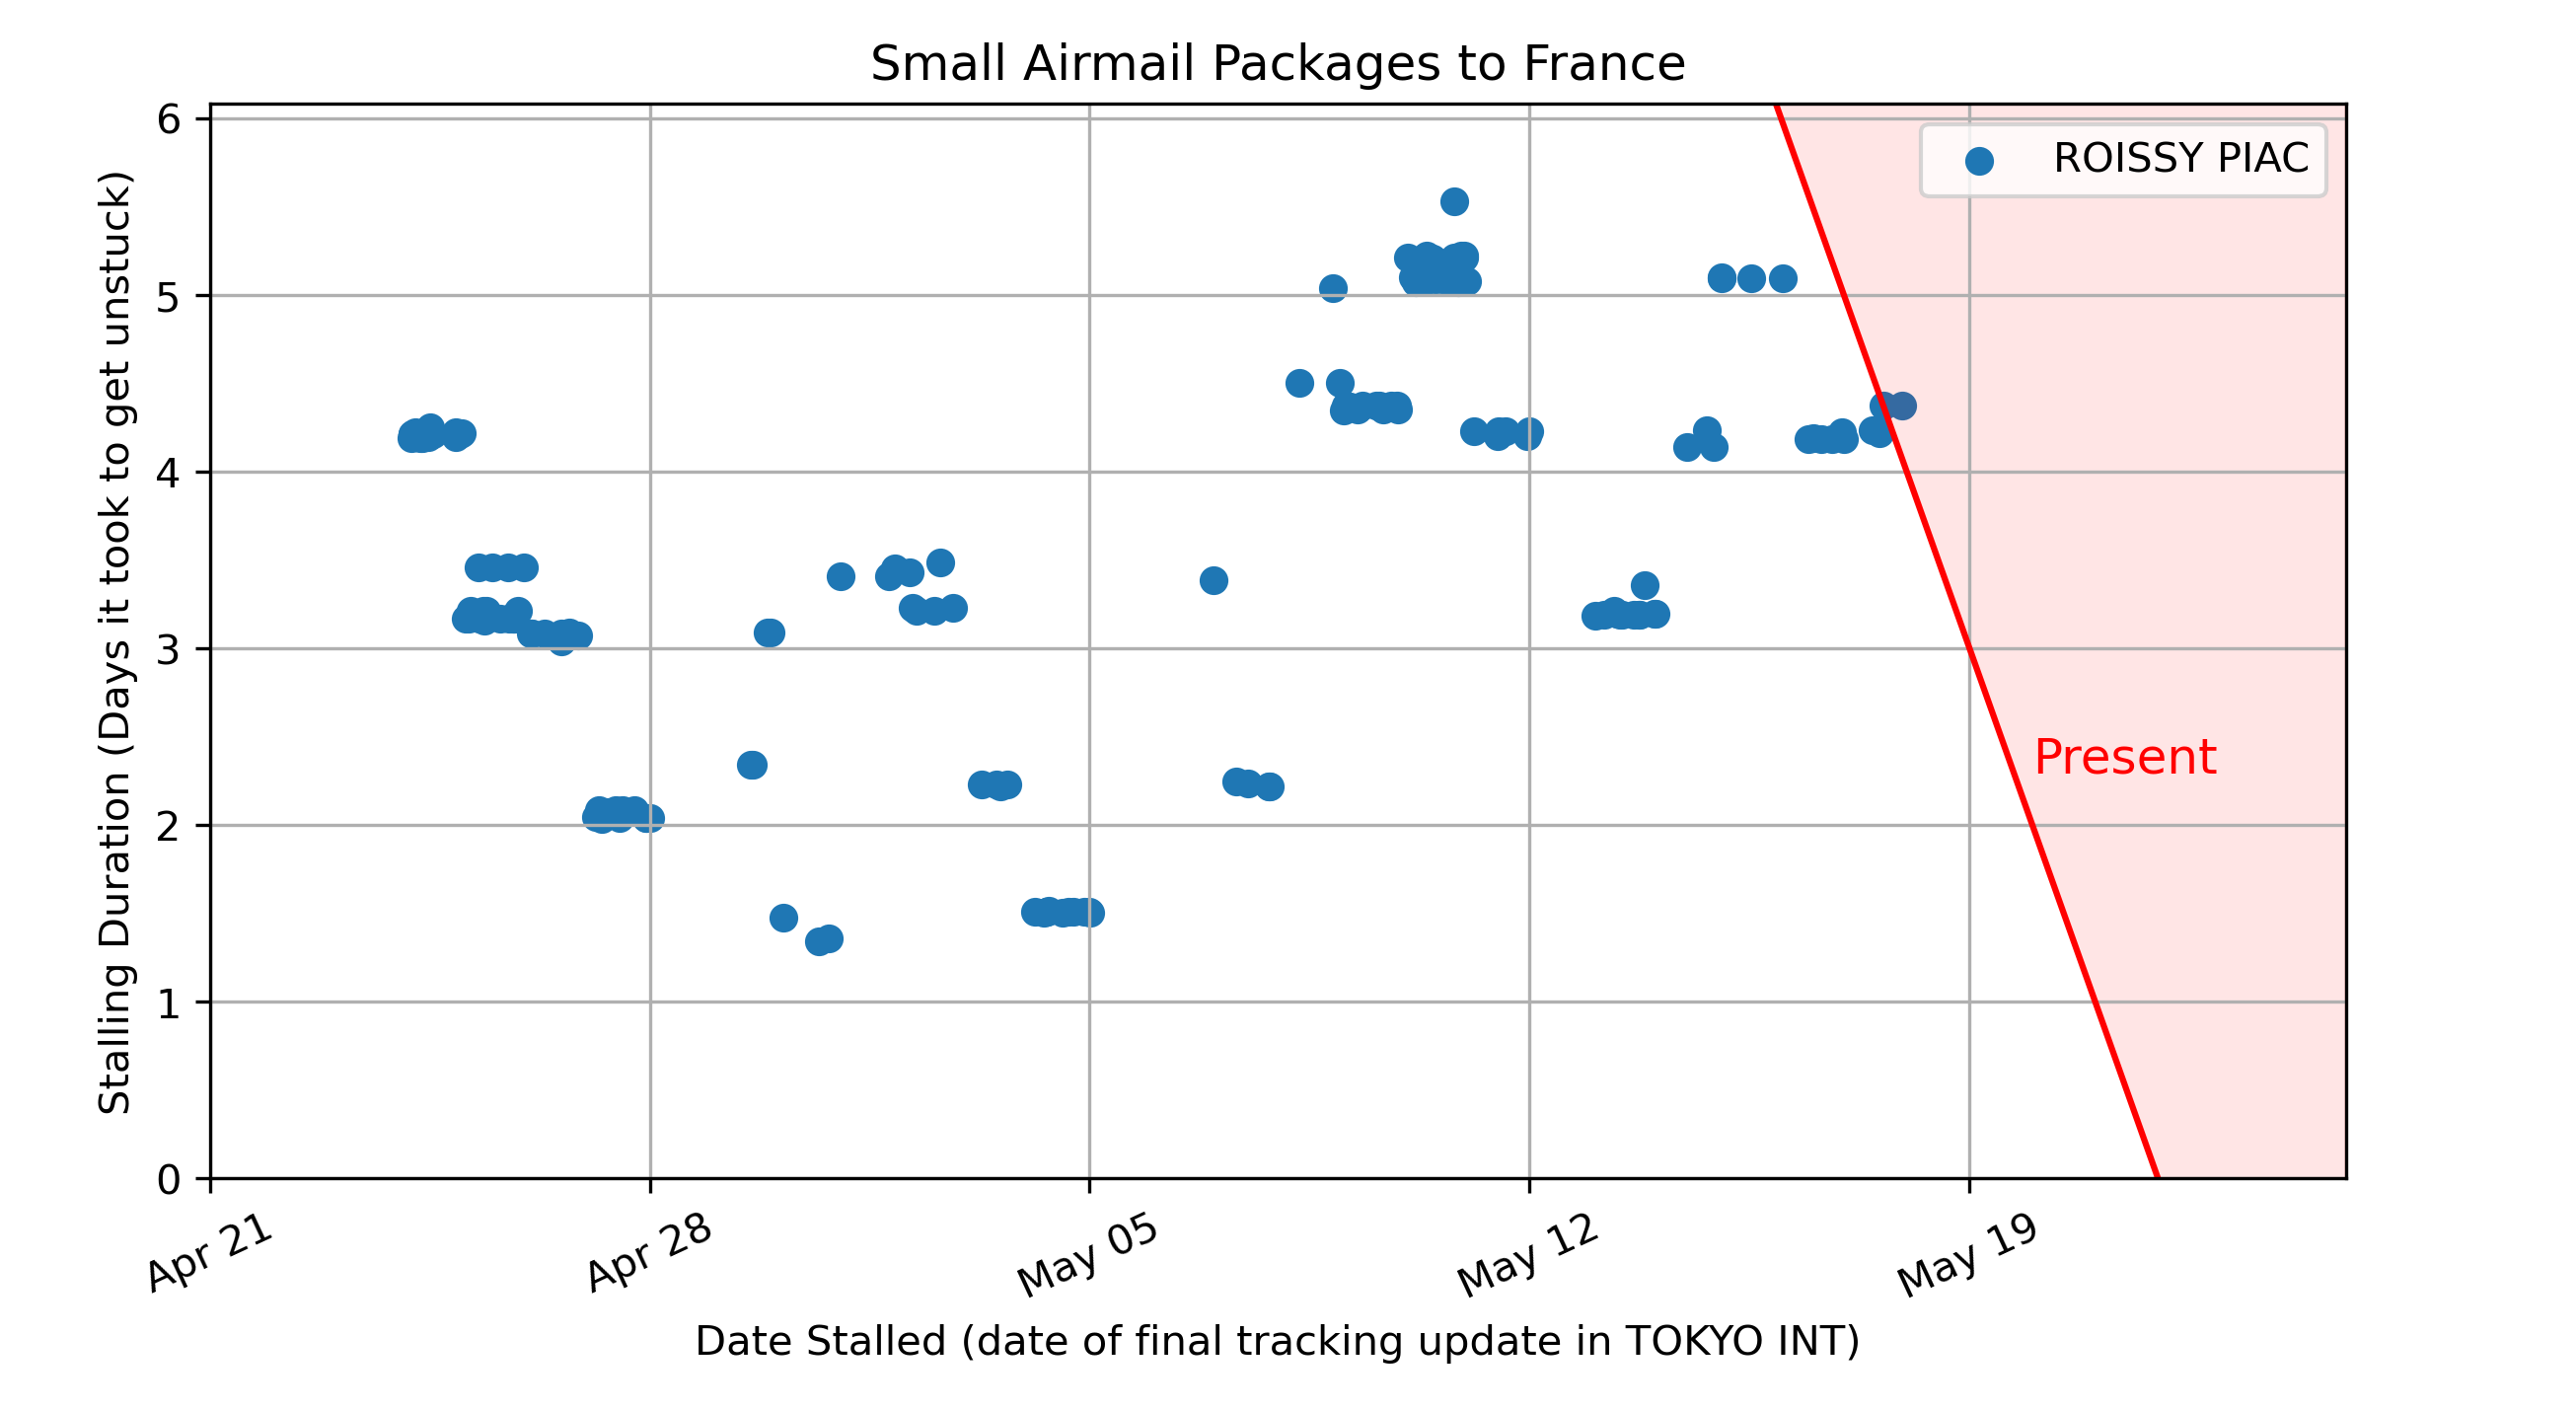 Small Airmail Packages to France
Stalling Duration (Days it took to get unstuck)
6
5
4
3
2
1
0
ROISSY PIAC
Present
Apr 21
Apr 28
May 05
May 12
May 19
Date Stalled (date of final tracking update in TOKYO INT)